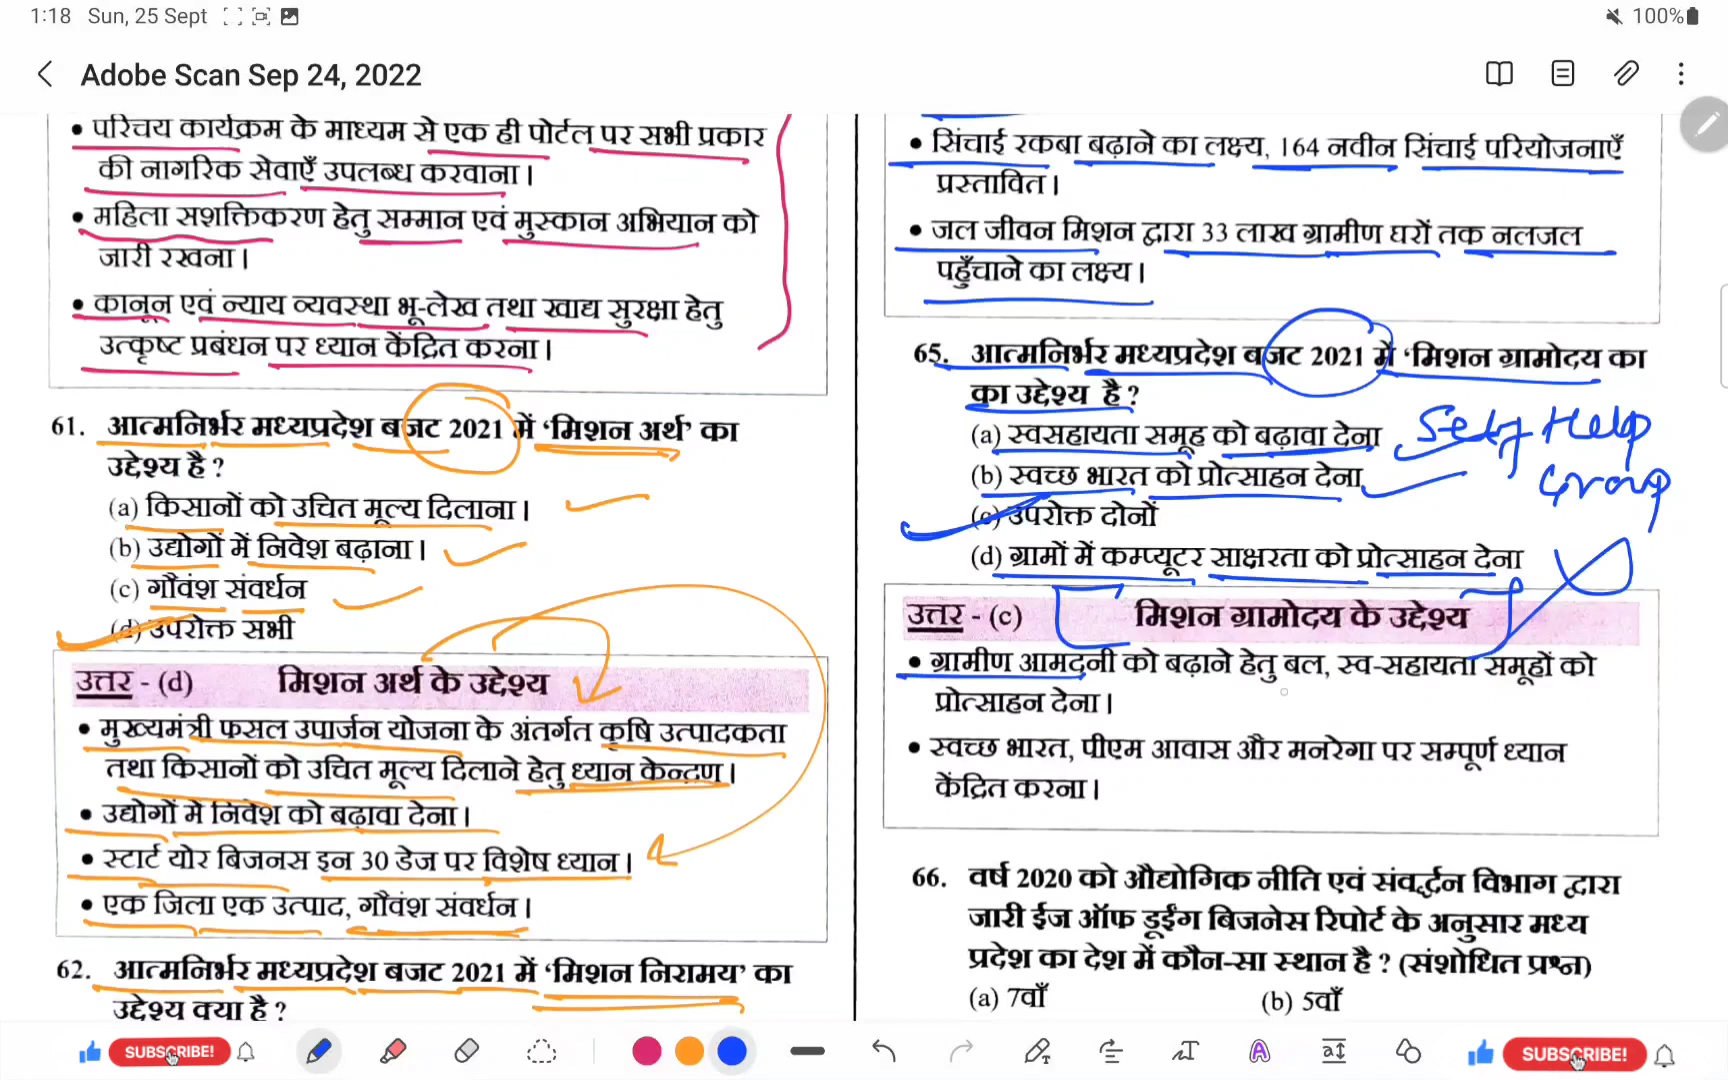 1:18 Sun, 25 Sept
100%
Adobe Scan Sep 24, 2022
• परिचय कार्यक्रम के माध्यम से एक ही पोर्टल पर सभी प्रकार
की नागरिक सेवाएँ उपलब्ध करवाना।
• महिला सशक्तिकरण हेतु सम्मान एवं मुस्कान अभियान को
जारी रखना।
• कानून एवं न्याय व्यवस्था भू-लेख तथा खाद्य सुरक्षा हेतु
उत्कृष्ट प्रबंधन पर ध्यान केंद्रित करना।
61. आत्मनिर्भर मध्यप्रदेश बजट 2021 में ‘मिशन अर्थ’ का
उद्देश्य है?
(a) किसानों को उचित मूल्य दिलाना।
(b) उद्योगों में निवेश बढ़ाना।
(c) गौवंश संवर्धन
(d) उपरोक्त सभी
उत्तर - (d) मिशन अर्थ के उद्देश्य
• मुख्यमंत्री फसल उपार्जन योजना के अंतर्गत कृषि उत्पादकता
तथा किसानों को उचित मूल्य दिलाने हेतु ध्यान केन्द्रण।
• उद्योगों में निवेश को बढ़ावा देना।
• स्टार्ट योर बिजनस इन 30 डेज पर विशेष ध्यान।
• एक जिला एक उत्पाद, गौवंश संवर्धन।
62. आत्मनिर्भर मध्यप्रदेश बजट 2021 में ‘मिशन निरामय’ का
उद्देश्य क्या है?
• सिंचाई रकबा बढ़ाने का लक्ष्य, 164 नवीन सिंचाई परियोजनाएँ
प्रस्तावित।
• जल जीवन मिशन द्वारा 33 लाख ग्रामीण घरों तक नलजल
पहुँचाने का लक्ष्य।
65. आत्मनिर्भर मध्यप्रदेश बजट 2021 में ‘मिशन ग्रामोदय का
का उद्देश्य है?
(a) स्वसहायता समूह को बढ़ावा देना
Self Help
Group
(b) स्वच्छ भारत को प्रोत्साहन देना
(c) उपरोक्त दोनों
(d) ग्रामों में कम्प्यूटर साक्षरता को प्रोत्साहन देना
उत्तर - (c) मिशन ग्रामोदय के उद्देश्य
• ग्रामीण आमदनी को बढ़ाने हेतु बल, स्व-सहायता समूहों को
प्रोत्साहन देना।
• स्वच्छ भारत, पीएम आवास और मनरेगा पर सम्पूर्ण ध्यान
केंद्रित करना।
66. वर्ष 2020 को औद्योगिक नीति एवं संवर्द्धन विभाग द्वारा
जारी ईज ऑफ डूईंग बिजनेस रिपोर्ट के अनुसार मध्य
प्रदेश का देश में कौन-सा स्थान है? (संशोधित प्रश्न)
(a) 7वाँ (b) 5वाँ
SUBSCRIBE!
SUBSCRIBE!